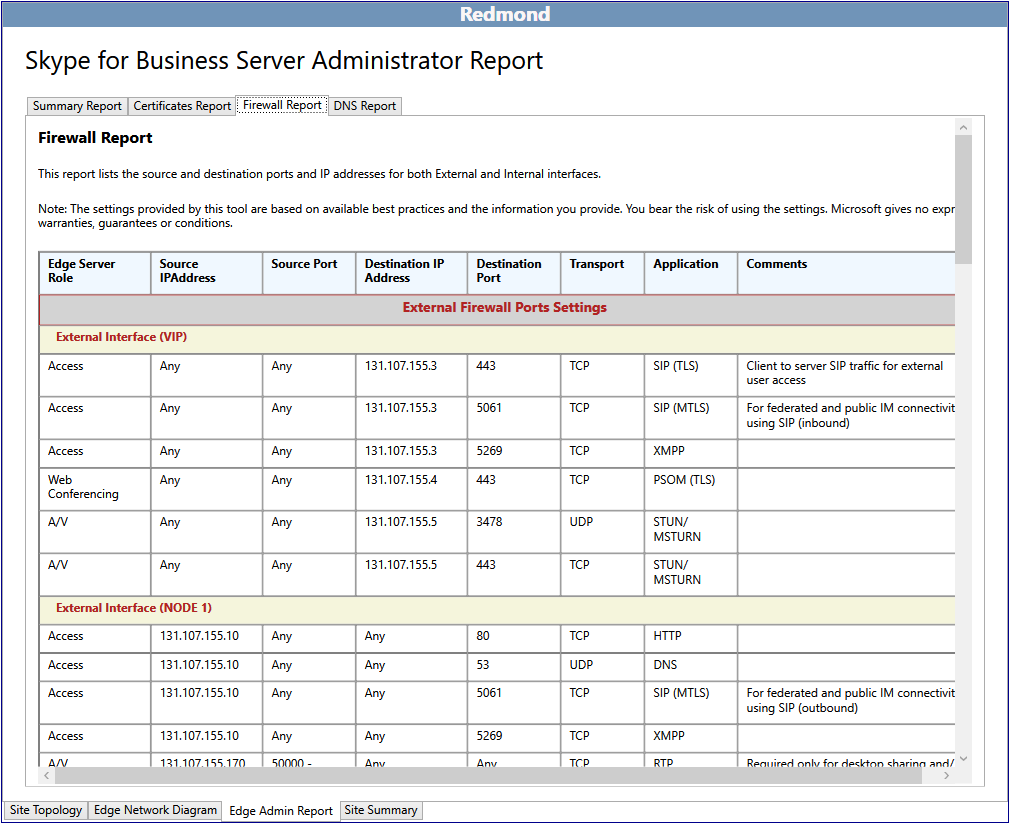 Redmond
Skype for Business Server Administrator Report
Summary Report Certificates Report Firewall Report DNS Report
Firewall Report
This report lists the source and destination ports and IP addresses for both External and Internal interfaces.
Note: The settings provided by this tool are based on available best practices and the information you provide. You bear the risk of using the settings. Microsoft gives no expr
warranties, guarantees or conditions.
Edge Server Role Source IPAddress Source Port Destination IP Address Destination Port Transport Application Comments
External Firewall Ports Settings
External Interface (VIP)
Access Any Any 131.107.155.3 443 TCP SIP (TLS) Client to server SIP traffic for external user access
Access Any Any 131.107.155.3 5061 TCP SIP (MTLS) For federated and public IM connectivit using SIP (inbound)
Access Any Any 131.107.155.3 5269 TCP XMPP
Web Conferencing Any Any 131.107.155.4 443 TCP PSOM (TLS)
A/V Any Any 131.107.155.5 3478 UDP STUN/ MSTURN
A/V Any Any 131.107.155.5 443 TCP STUN/ MSTURN
External Interface (NODE 1)
Access 131.107.155.10 Any Any 80 TCP HTTP
Access 131.107.155.10 Any Any 53 UDP DNS
Access 131.107.155.10 Any Any 5061 TCP SIP (MTLS) For federated and public IM connectivit using SIP (outbound)
Access 131.107.155.10 Any Any 5269 TCP XMPP
A/V 131.107.155.170 50000 - Any Any TCP RTP Required only for desktop sharing and/
Site Topology Edge Network Diagram Edge Admin Report Site Summary